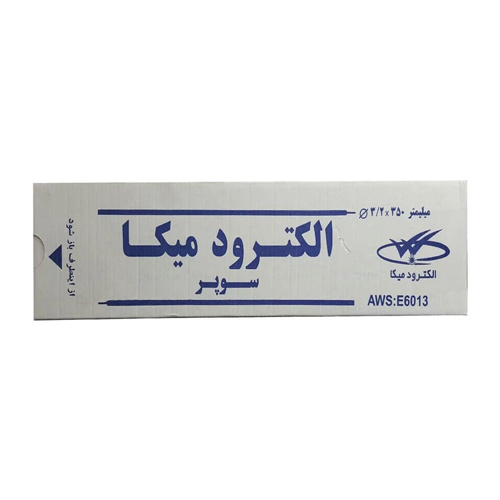 الکترود میکا
سوپر
Ø ۳/۲×۳۵۰ میلیمتر
الکترود میکا
AWS:E6013
از اینطرف باز شود